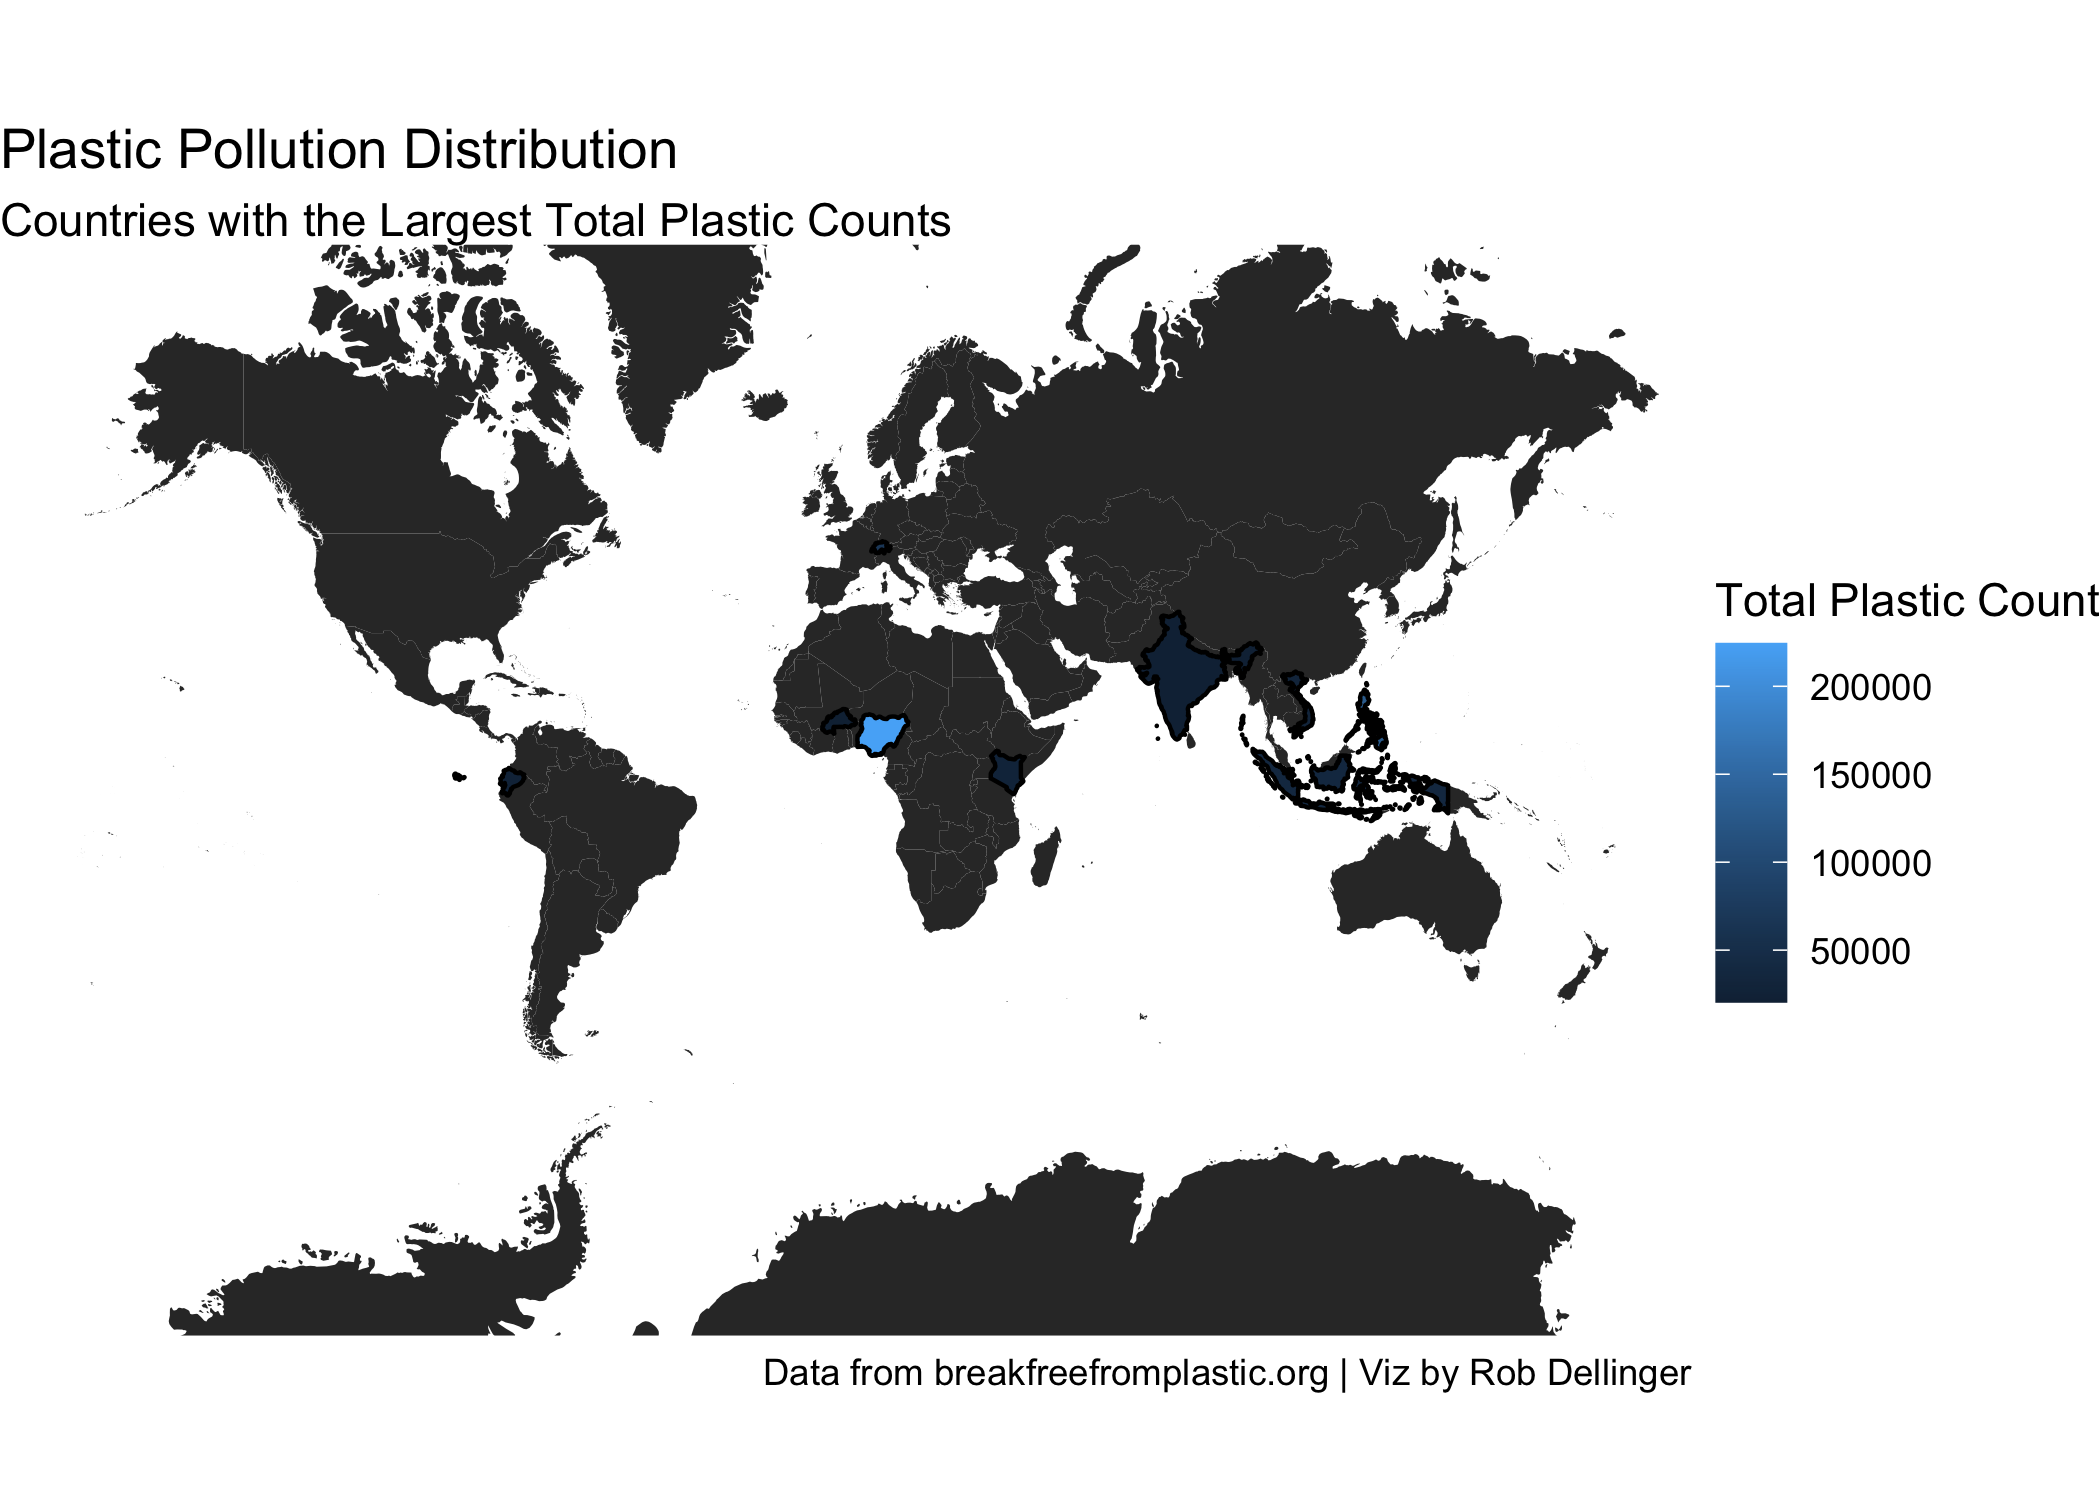 Plastic Pollution Distribution
Countries with the Largest Total Plastic Counts
Total Plastic Count
200000
150000
100000
50000
Data from breakfreefromplastic.org | Viz by Rob Dellinger